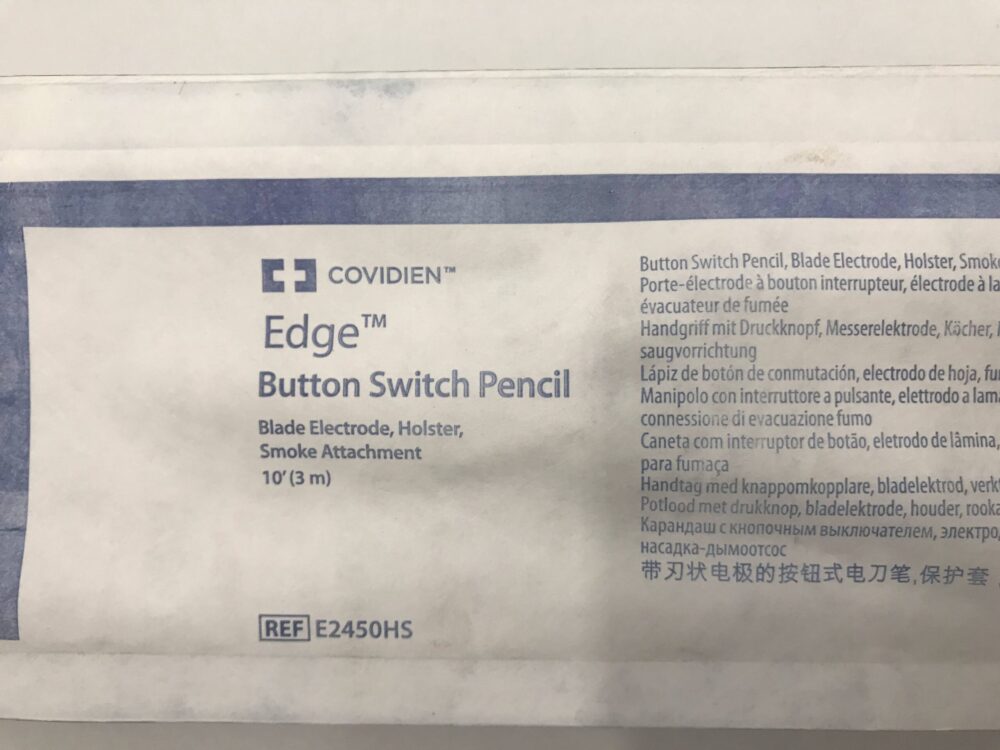 COVIDIEN™
Edge™
Button Switch Pencil
Blade Electrode, Holster,
Smoke Attachment
10' (3 m)
REF E2450HS
Button Switch Pencil, Blade Electrode, Holster, Smoke
Porte-électrode à bouton interrupteur, électrode à la
évacuateur de fumée
Handgriff mit Druckknopf, Messerelektrode, Köcher,
saugvorrichtung
Lápiz de botón de conmutación, electrodo de hoja, fu
Manipolo con interruttore a pulsante, elettrodo a lama
connessione di evacuazione fumo
Caneta com interruptor de botão, eletrodo de lâmina,
para fumaça
Handtag med knappomkopplare, bladelektrod, verk
Potlood met drukknop, bladelektrode, houder, rooka
Карандаш с кнопочным выключателем, электро
насадка-дымоотсос
带刃状电极的按钮式电刀笔,保护套